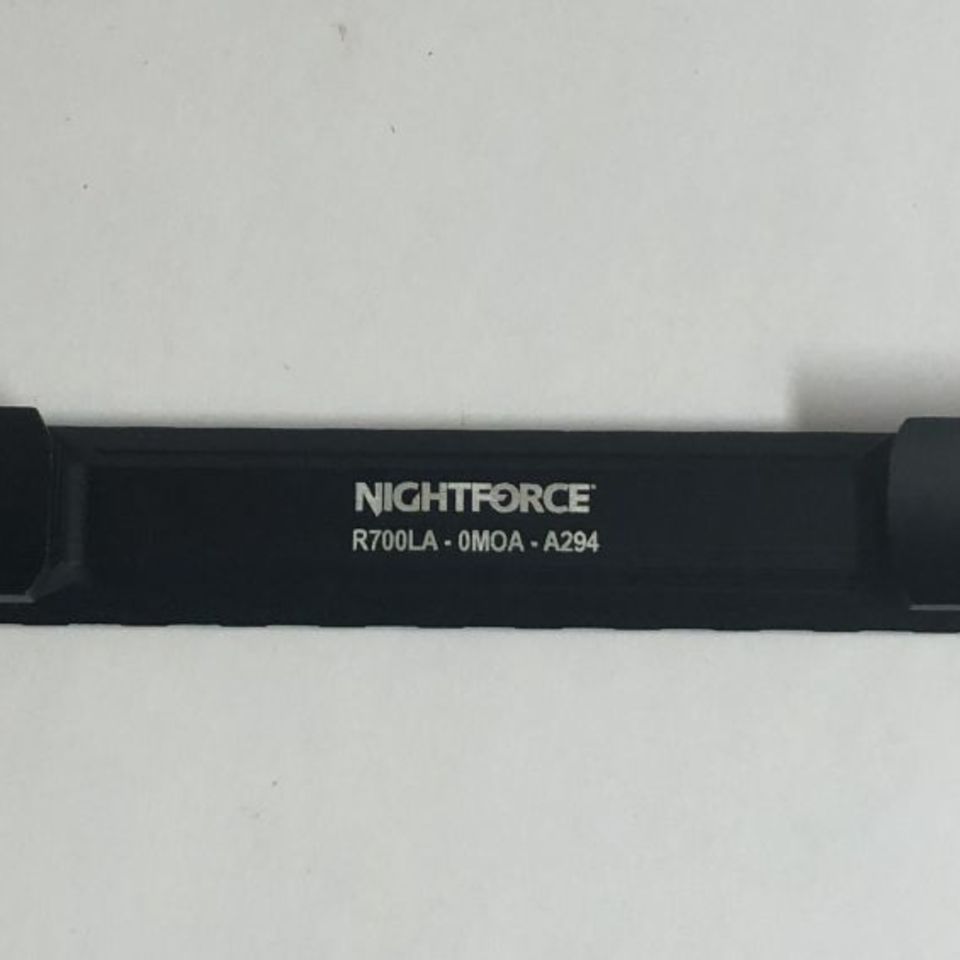 NIGHTFORCE
R700LA - 0MOA - A294